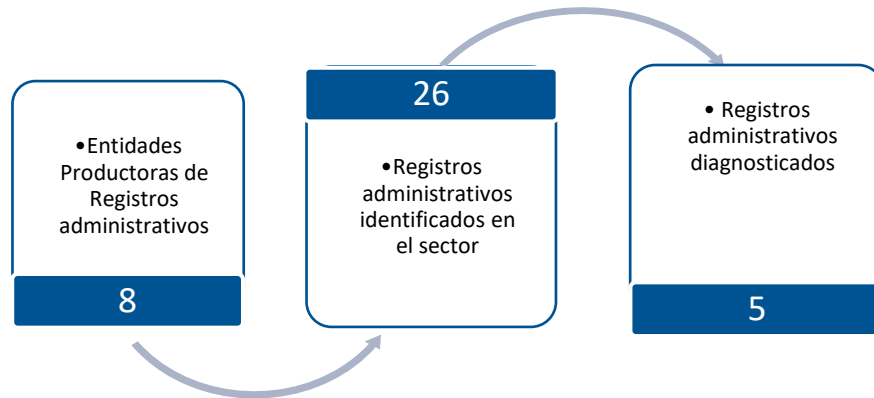 •Entidades
Productoras de
Registros
administrativos
8
26
•Registros
administrativos
identificados en
el sector
• Registros
administrativos
diagnosticados
5